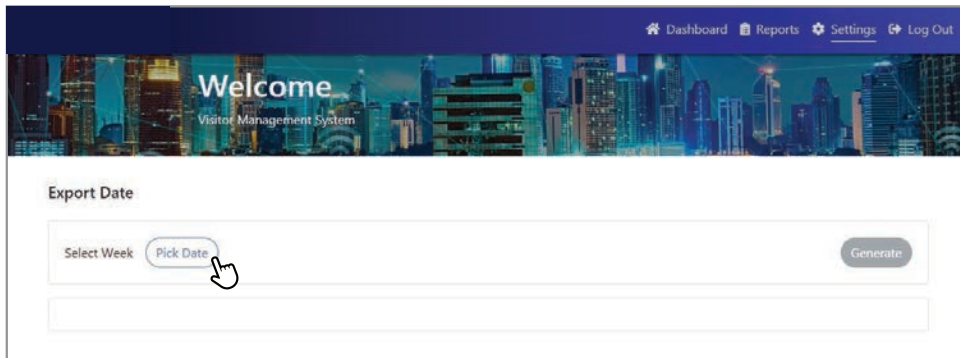 Dashboard Reports Settings Log Out
Welcome
Visitor Management System
Export Date
Select Week Pick Date Generate